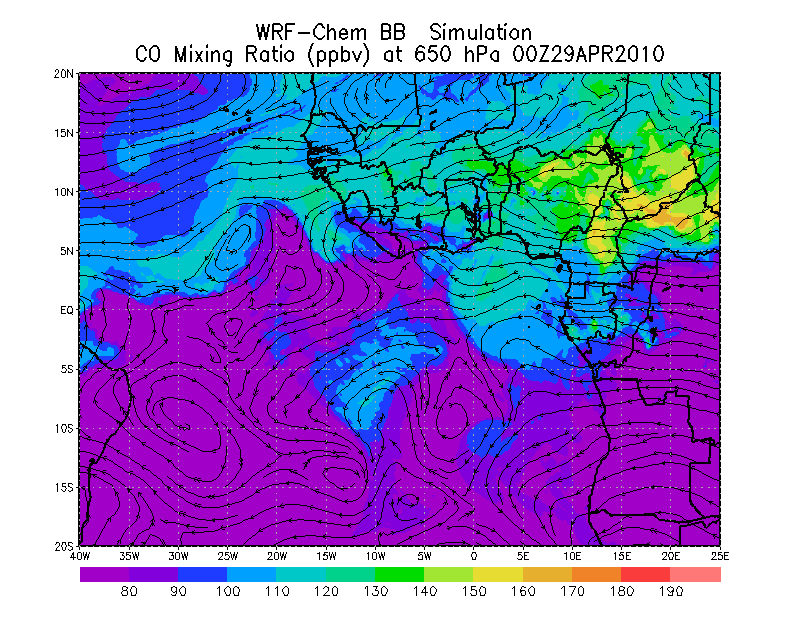 WRF-Chem BB Simulation
CO Mixing Ratio (ppbv) at 650 hPa 00Z29APR2010
20N
15N
10N
5N
EQ
5S
10S
15S
20S
40W 35W 30W 25W 20W 15W 10W 5W 0 5E 10E 15E 20E 25E
80 90 100 110 120 130 140 150 160 170 180 190